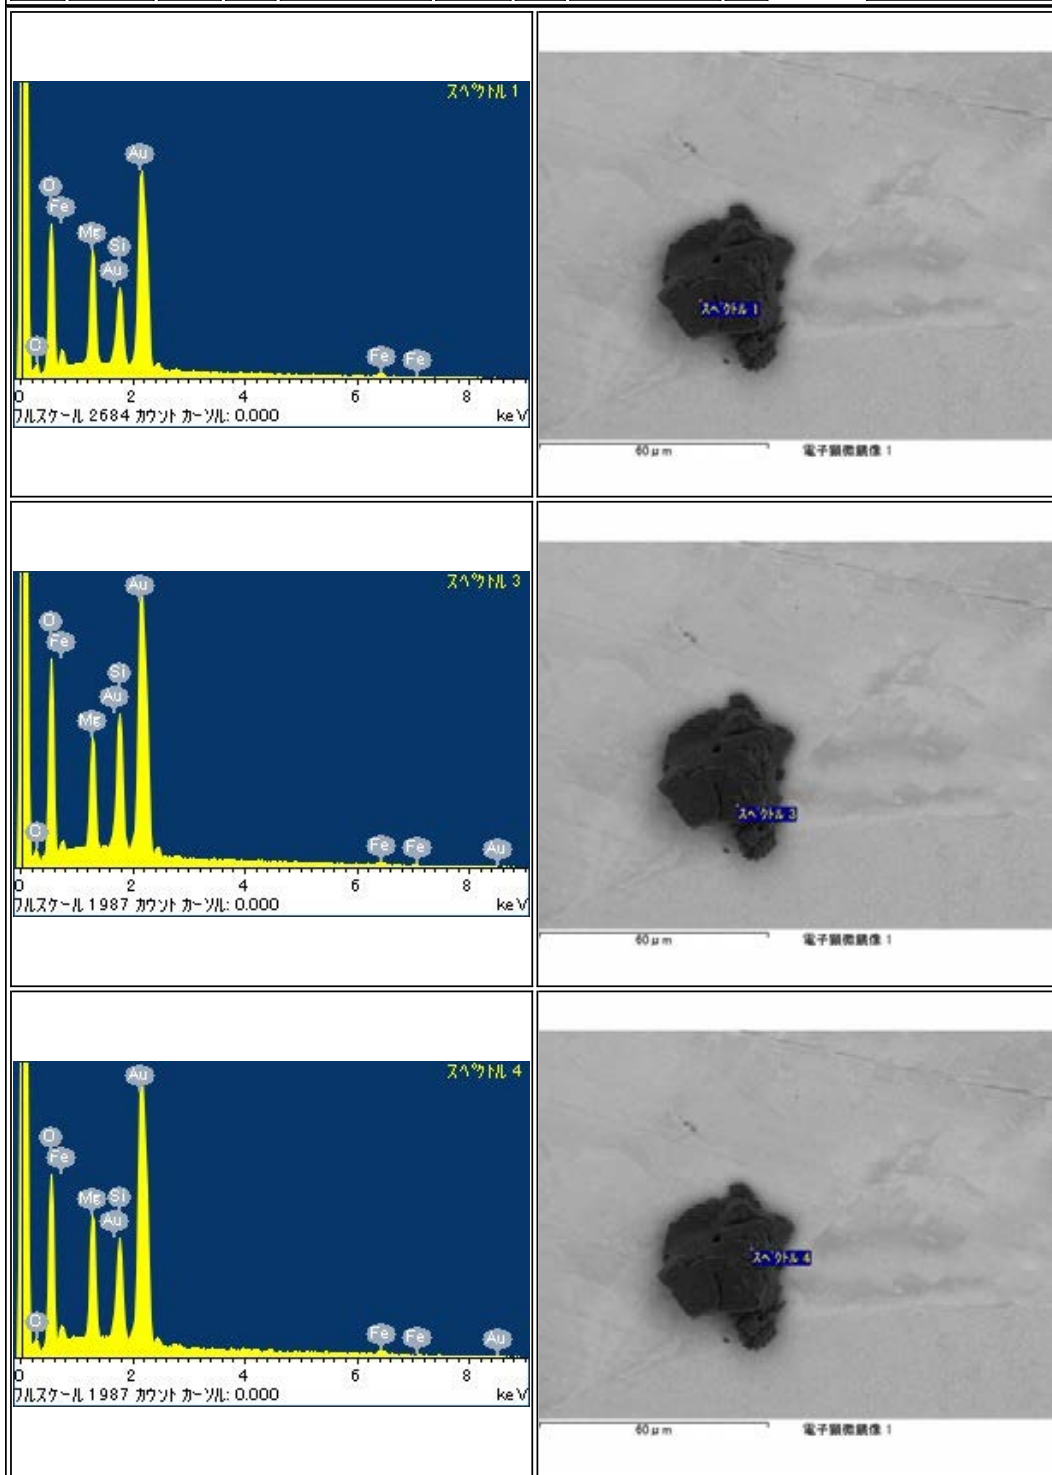 スペクトル 1
Au
O
Fe
Mg
Si
Au
C
Fe
Fe
0 2 4 6 8
フルスケール 2684 カウント カーソル: 0.000 keV
スペクトル 1
60μm 電子顕微鏡像 1
スペクトル 3
Au
O
Fe
Si
Au
Mg
C
Fe
Fe
Au
0 2 4 6 8
フルスケール 1987 カウント カーソル: 0.000 keV
スペクトル 3
60μm 電子顕微鏡像 1
スペクトル 4
Au
O
Fe
Mg
Si
Au
C
Fe
Fe
Au
0 2 4 6 8
フルスケール 1987 カウント カーソル: 0.000 keV
スペクトル 4
60μm 電子顕微鏡像 1